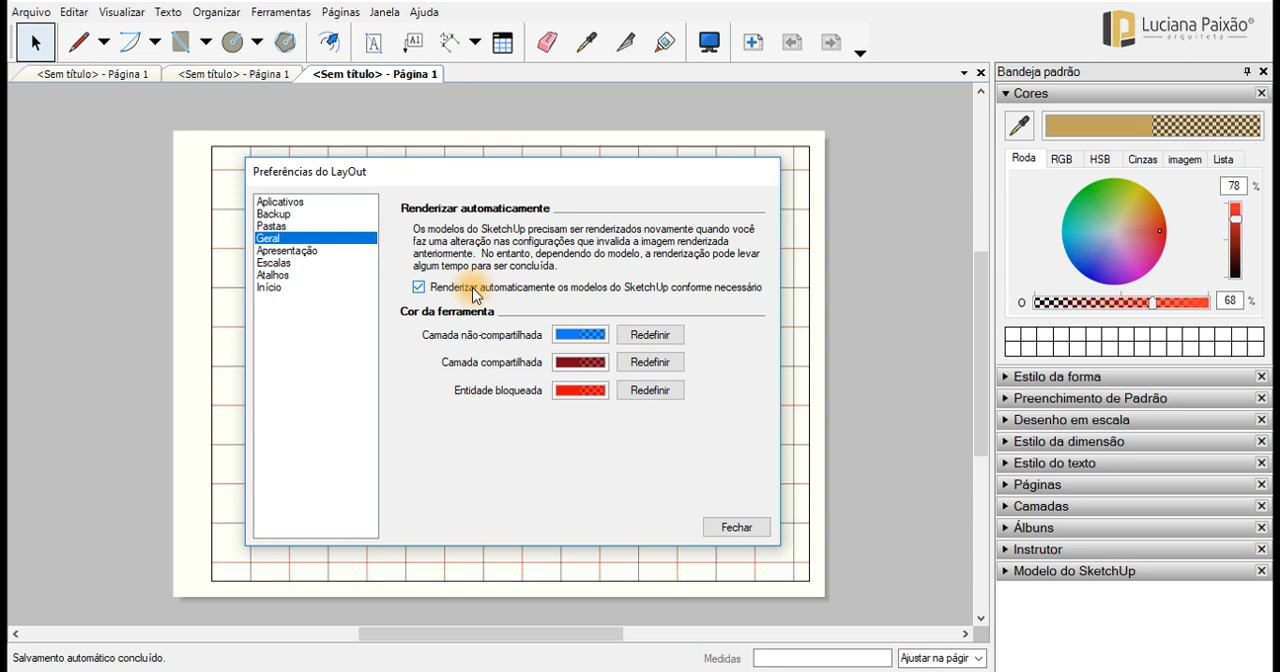 Arquivo Editar Visualizar Texto Organizar Ferramentas Páginas Janela Ajuda
Luciana Paixão®
arquiteta
A
A1
<Sem título> - Página 1
<Sem título> - Página 1
<Sem título> - Página 1
Bandeja padrão
Cores
Roda RGB HSB Cinzas imagem Lista
78 %
O 68 %
Estilo da forma
Preenchimento de Padrão
Desenho em escala
Estilo da dimensão
Estilo do texto
Páginas
Camadas
Álbuns
Instrutor
Modelo do SketchUp
Preferências do LayOut
Aplicativos
Backup
Pastas
Geral
Apresentação
Escalas
Atalhos
Início
Renderizar automaticamente
Os modelos do SketchUp precisam ser renderizados novamente quando você
faz uma alteração nas configurações que invalida a imagem renderizada
anteriormente. No entanto, dependendo do modelo, a renderização pode levar
algum tempo para ser concluída.
Renderizar automaticamente os modelos do SketchUp conforme necessário
Cor da ferramenta
Camada não-compartilhada Redefinir
Camada compartilhada Redefinir
Entidade bloqueada Redefinir
Fechar
Salvamento automático concluído.
Medidas
Ajustar na págir